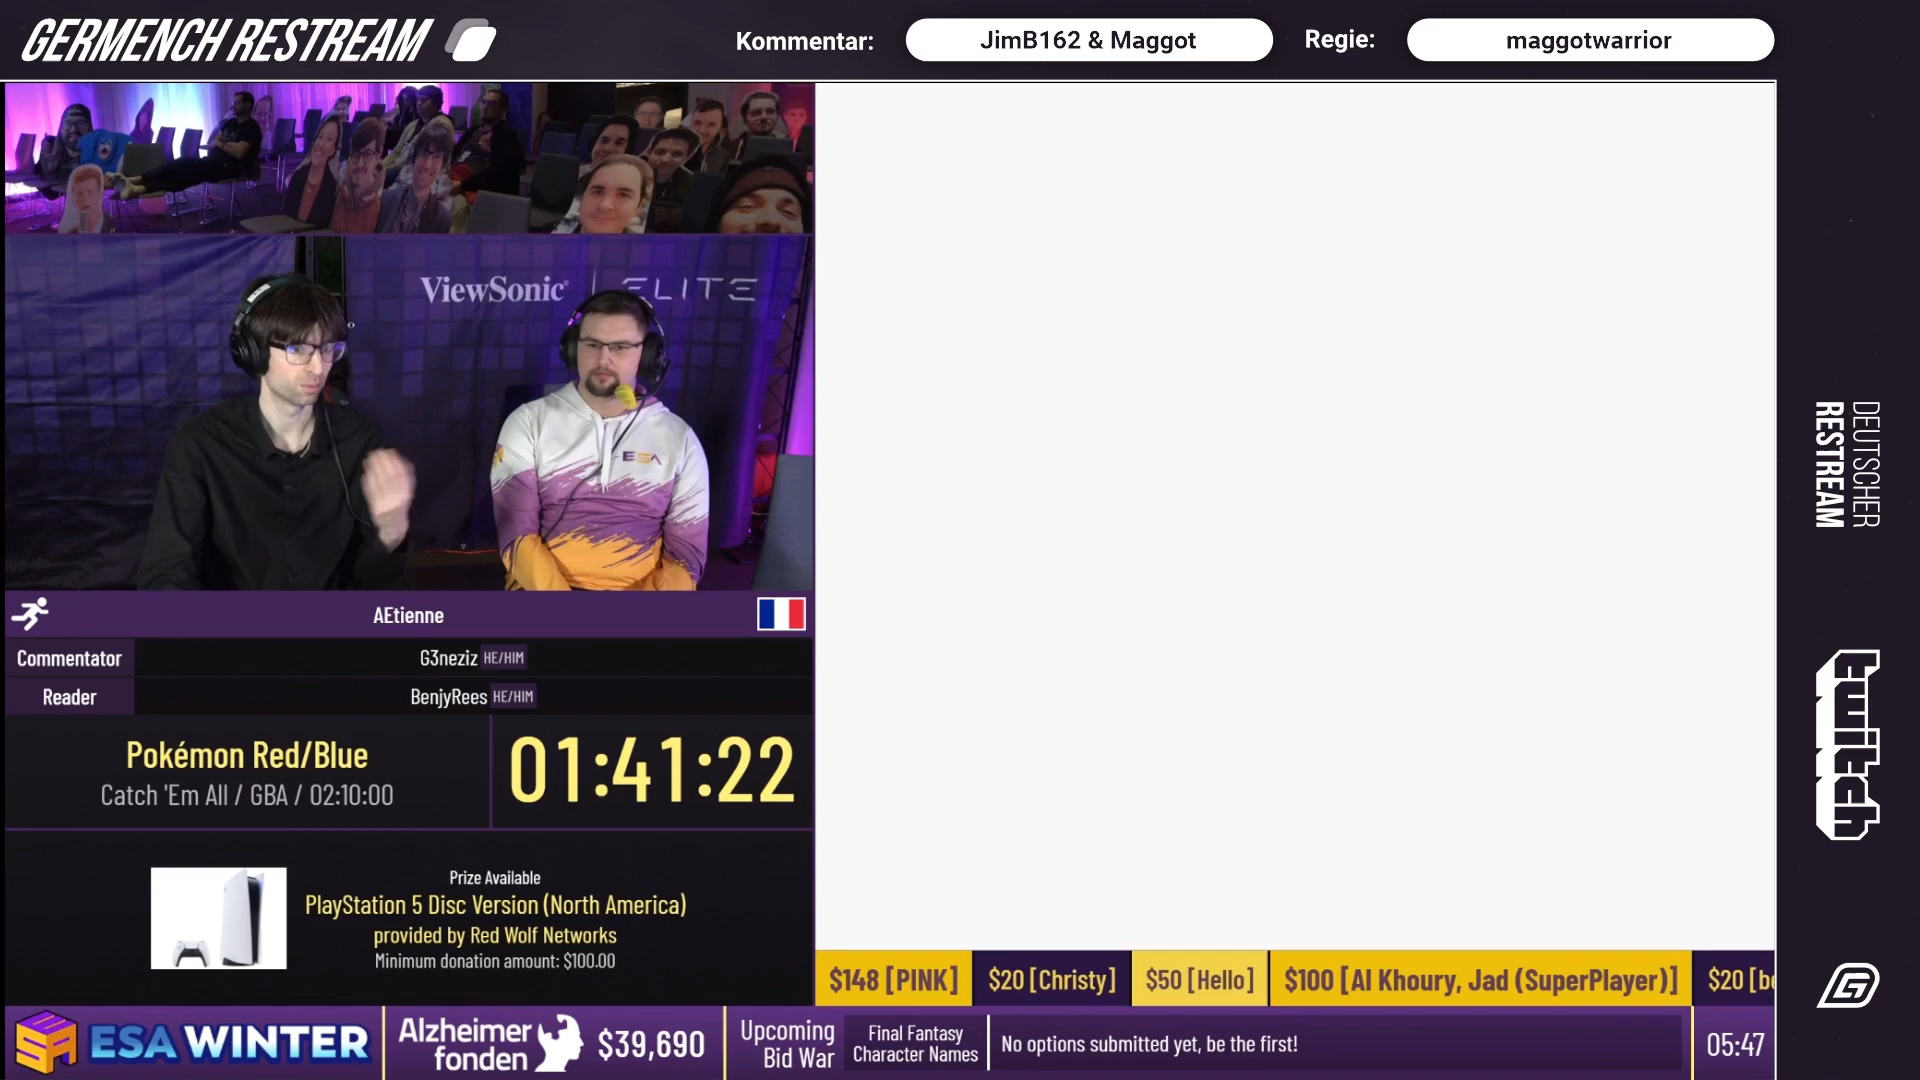 GERMENCH RESTREAM
Kommentar:
JimB162 & Maggot
Regie:
maggotwarrior
ViewSonic | ELITE
ESA
AEtienne
Commentator
G3neziz HE/HIM
Reader
BenjyRees HE/HIM
Pokémon Red/Blue
Catch 'Em All / GBA / 02:10:00
01:41:22
Prize Available
PlayStation 5 Disc Version (North America)
provided by Red Wolf Networks
Minimum donation amount: $100.00
$148 [PINK]
$20 [Christy]
$50 [Hello]
$100 [Al Khoury, Jad (SuperPlayer)]
$20 [be
ESA WINTER
Alzheimer
fonden
$39,690
Upcoming
Bid War
Final Fantasy
Character Names
No options submitted yet, be the first!
05:47
DEUTSCHER
RESTREAM
twitch
G